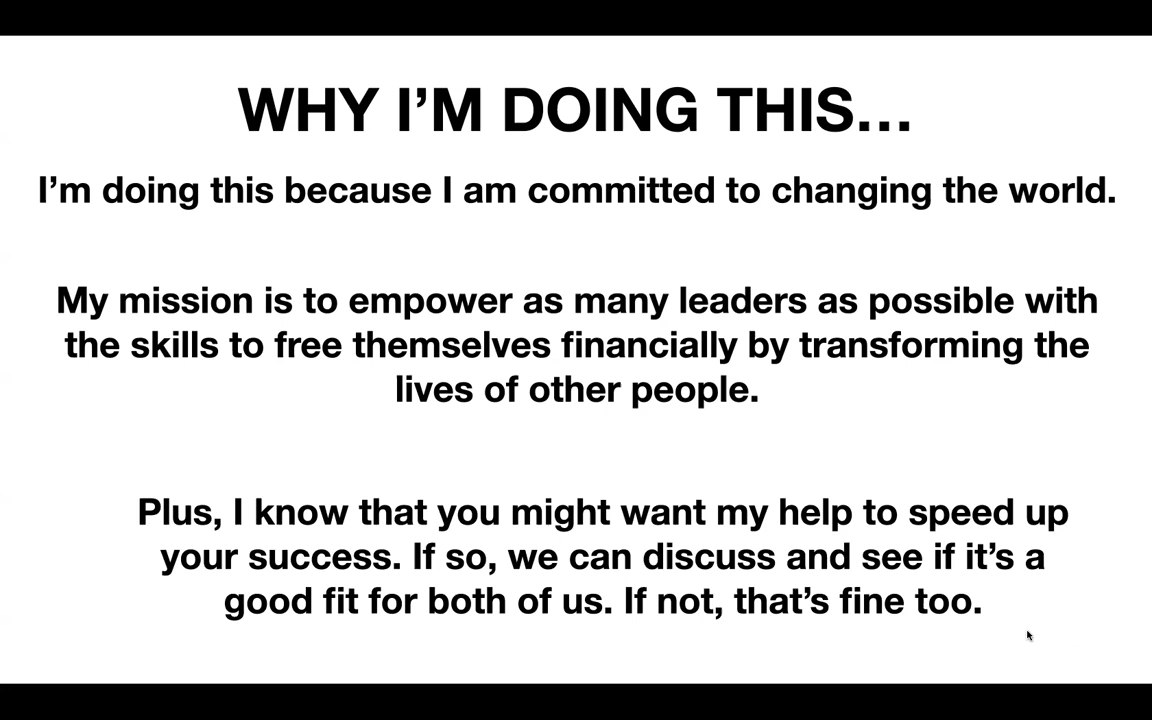 WHY I’M DOING THIS…
I’m doing this because I am committed to changing the world.
My mission is to empower as many leaders as possible with
the skills to free themselves financially by transforming the
lives of other people.
Plus, I know that you might want my help to speed up
your success. If so, we can discuss and see if it’s a
good fit for both of us. If not, that’s fine too.